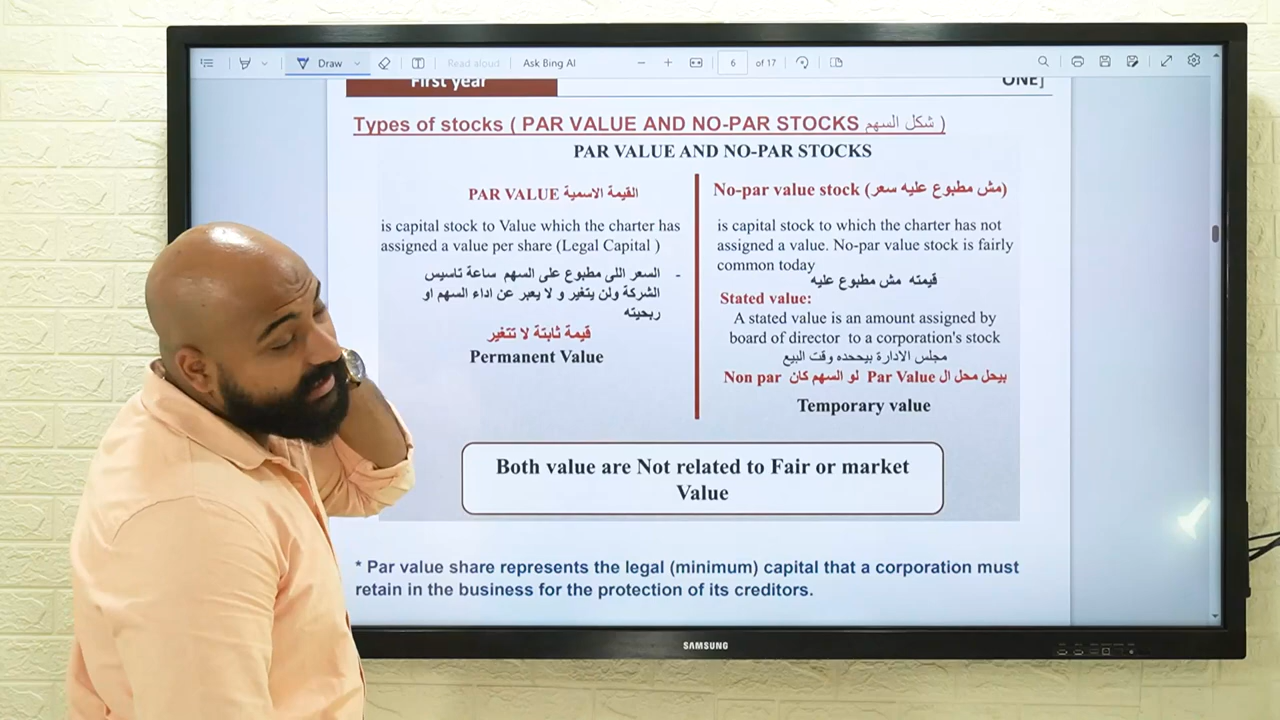 Draw
Read aloud
Ask Bing AI
6
of 17
First year
ONE]
Types of stocks ( PAR VALUE AND NO-PAR STOCKS شكل السهم )
PAR VALUE AND NO-PAR STOCKS
PAR VALUE القيمة الاسمية
is capital stock to Value which the charter has
assigned a value per share (Legal Capital )
- السعر اللى مطبوع على السهم ساعة تاسيس
الشركة ولن يتغير و لا يعبر عن اداء السهم او
ربحيته
قيمة ثابتة لا تتغير
Permanent Value
No-par value stock (مش مطبوع عليه سعر)
is capital stock to which the charter has not
assigned a value. No-par value stock is fairly
common today
قيمته مش مطبوع عليه
Stated value:
A stated value is an amount assigned by
board of director to a corporation's stock
مجلس الادارة بيححده وقت البيع
بيحل محل ال Par Value لو السهم كان Non par
Temporary value
Both value are Not related to Fair or market
Value
* Par value share represents the legal (minimum) capital that a corporation must
retain in the business for the protection of its creditors.
SAMSUNG